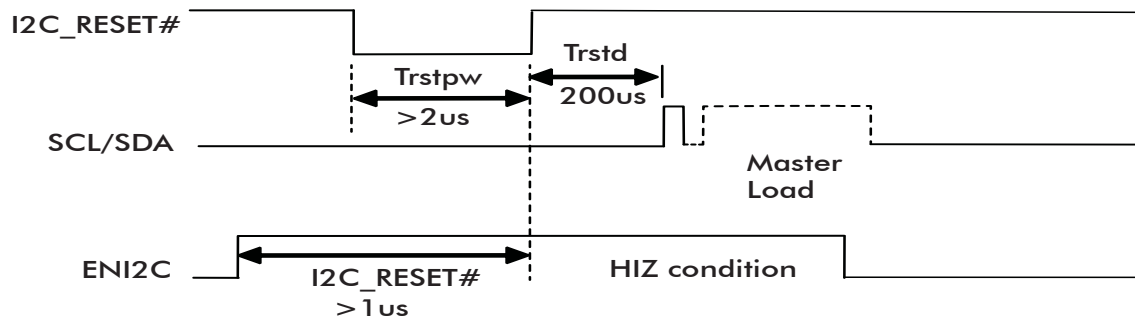 I2C_RESET#
Trstpw
>2us
Trstd
200us
SCL/SDA
Master
Load
ENI2C
I2C_RESET#
>1us
HIZ condition